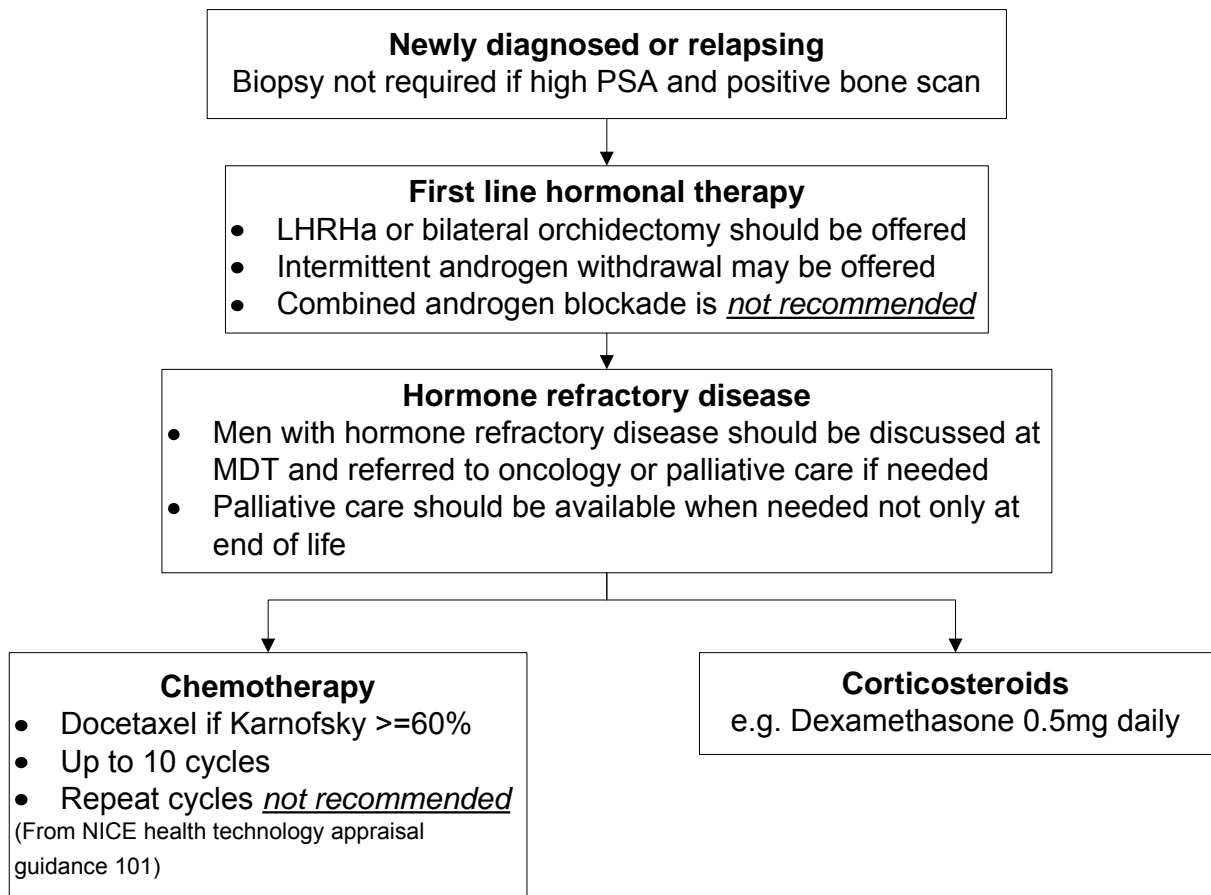 Newly diagnosed or relapsing
Biopsy not required if high PSA and positive bone scan
First line hormonal therapy
• LHRHa or bilateral orchidectomy should be offered
• Intermittent androgen withdrawal may be offered
• Combined androgen blockade is not recommended
Hormone refractory disease
• Men with hormone refractory disease should be discussed at
MDT and referred to oncology or palliative care if needed
• Palliative care should be available when needed not only at
end of life
Chemotherapy
• Docetaxel if Karnofsky >=60%
• Up to 10 cycles
• Repeat cycles not recommended
(From NICE health technology appraisal
guidance 101)
Corticosteroids
e.g. Dexamethasone 0.5mg daily